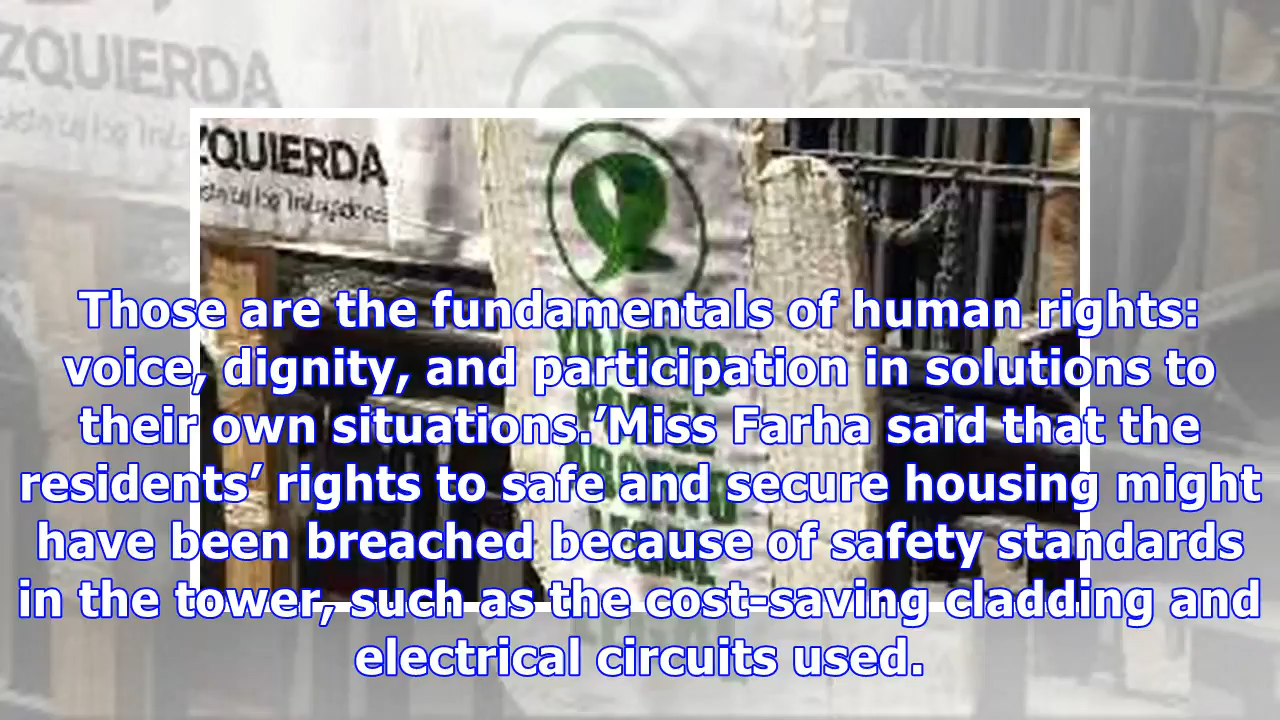 ZQUIERDA
ZQUIERDA
Those are the fundamentals of human rights:
voice, dignity, and participation in solutions to
their own situations.’Miss Farha said that the
residents’ rights to safe and secure housing might
have been breached because of safety standards
in the tower, such as the cost-saving cladding and
electrical circuits used.